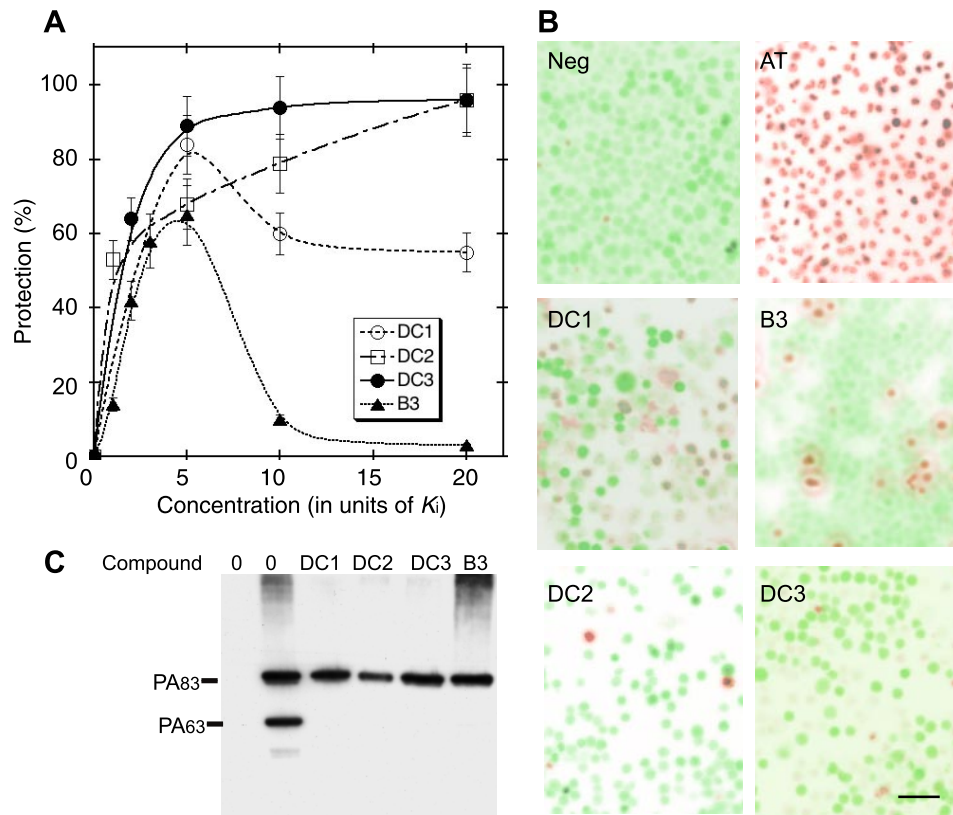 A
Protection (%)
100
80
60
40
20
0
0 5 10 15 20
Concentration (in units of Ki)
DC1
DC2
DC3
B3
B
Neg
AT
DC1
B3
DC2
DC3
C
Compound 0 0 DC1 DC2 DC3 B3
PA83
PA63